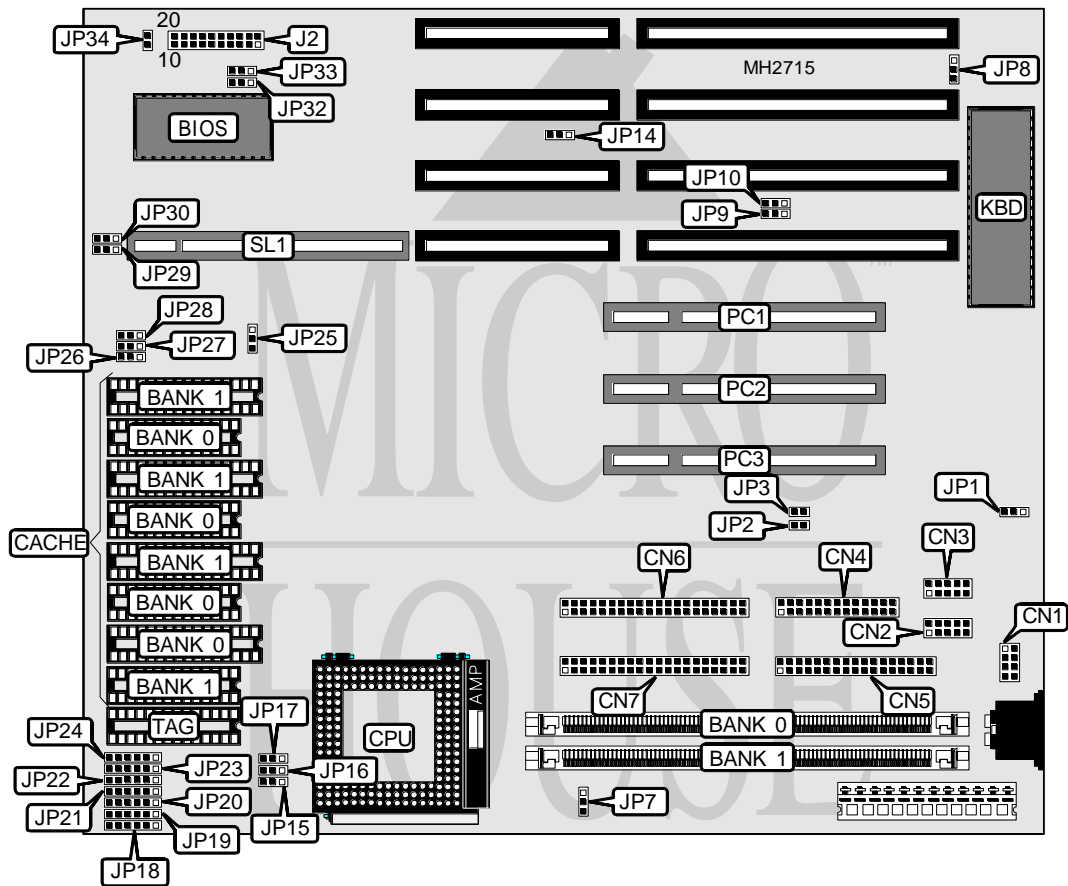 20
JP34
J2
10
JP33
MH2715
JP8
JP32
BIOS
JP14
JP10
JP9
KBD
JP30
SL1
JP29
TM
JP28
PC1
JP27
JP25
JP26
BANK 1
PC2
BANK 0
BANK 1
PC3
JP3
JP1
BANK 0
JP2
CACHE
BANK 1
CN6
CN4
CN3
BANK 0
CN2
CN1
BANK 0
BANK 1
AMP
CN7
CN5
TAG
JP17
CPU
BANK 0
JP24
JP23
JP16
BANK 1
JP22
JP21
JP20
JP7
JP19
JP15
JP18
MICRO
HOUSE